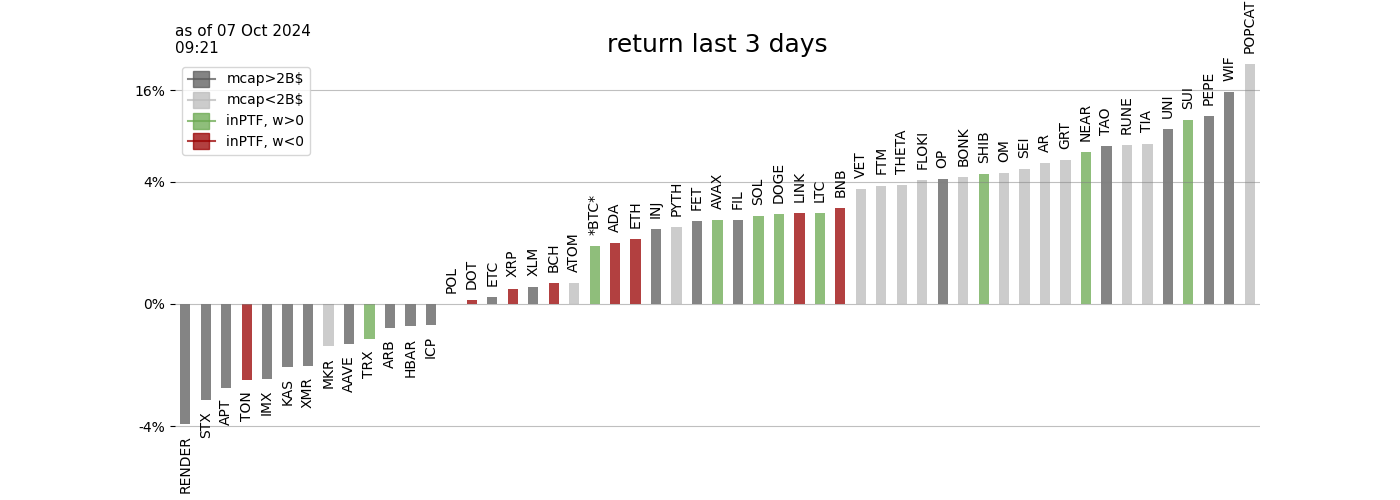 as of 07 Oct 2024
09:21
return last 3 days
mcap>2B$
mcap<2B$
inPTF, w>0
inPTF, w<0
16%
4%
0%
-4%
RENDER
STX
APT
TON
IMX
KAS
XMR
MKR
AAVE
TRX
ARB
HBAR
ICP
POL
DOT
ETC
XRP
XLM
BCH
ATOM
*BTC*
ADA
ETH
INJ
PYTH
FET
AVAX
FIL
SOL
DOGE
LINK
LTC
BNB
VET
FTM
THETA
FLOKI
OP
BONK
SHIB
OM
SEI
AR
GRT
NEAR
TAO
RUNE
TIA
UNI
SUI
PEPE
WIF
POPCAT